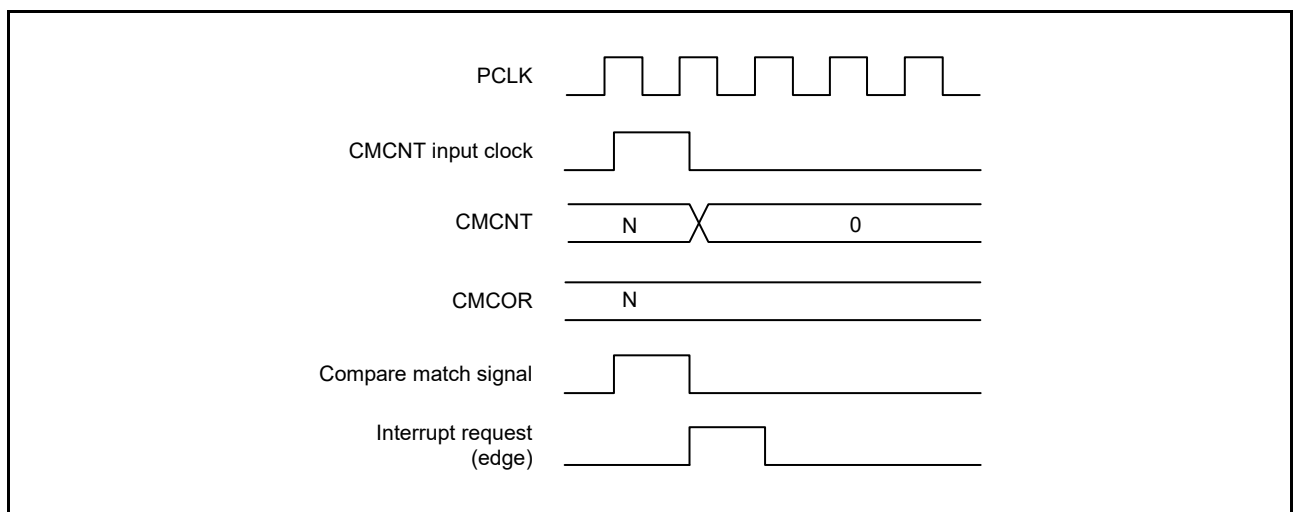 PCLK
CMCNT input clock
CMCNT
N
0
CMCOR
N
Compare match signal
Interrupt request
(edge)